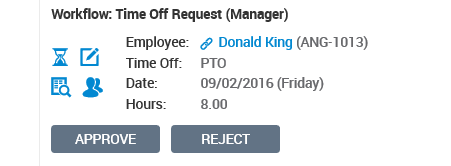 Workflow: Time Off Request (Manager)
Employee: Donald King (ANG-1013)
Time Off: PTO
Date: 09/02/2016 (Friday)
Hours: 8.00
APPROVE REJECT